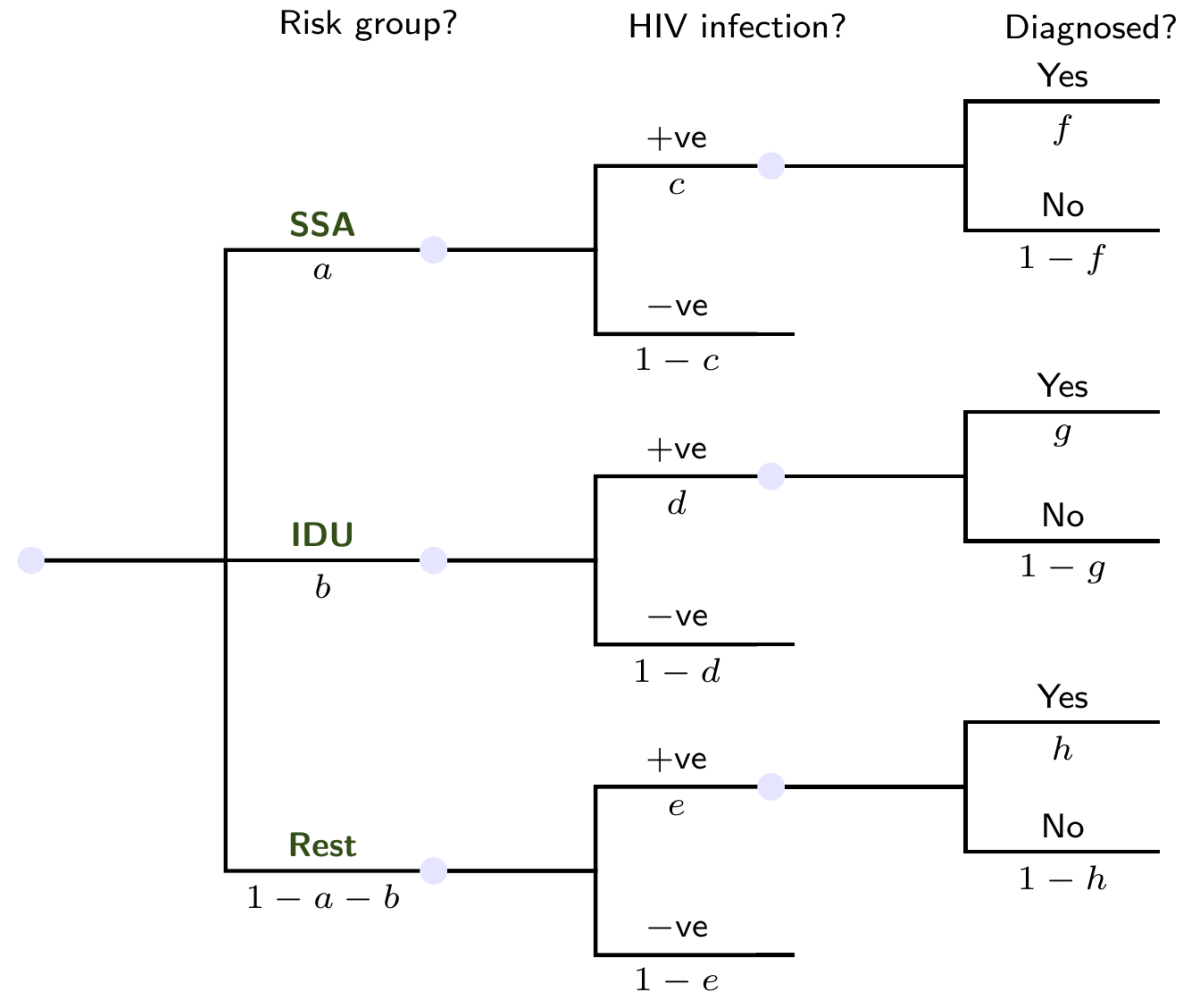 Risk group?
HIV infection?
Diagnosed?
Yes
f
+ve
c
No
1 − f
SSA
a
−ve
1 − c
Yes
g
+ve
d
No
1 − g
IDU
b
−ve
1 − d
Yes
h
+ve
e
No
1 − h
Rest
1 − a − b
−ve
1 − e